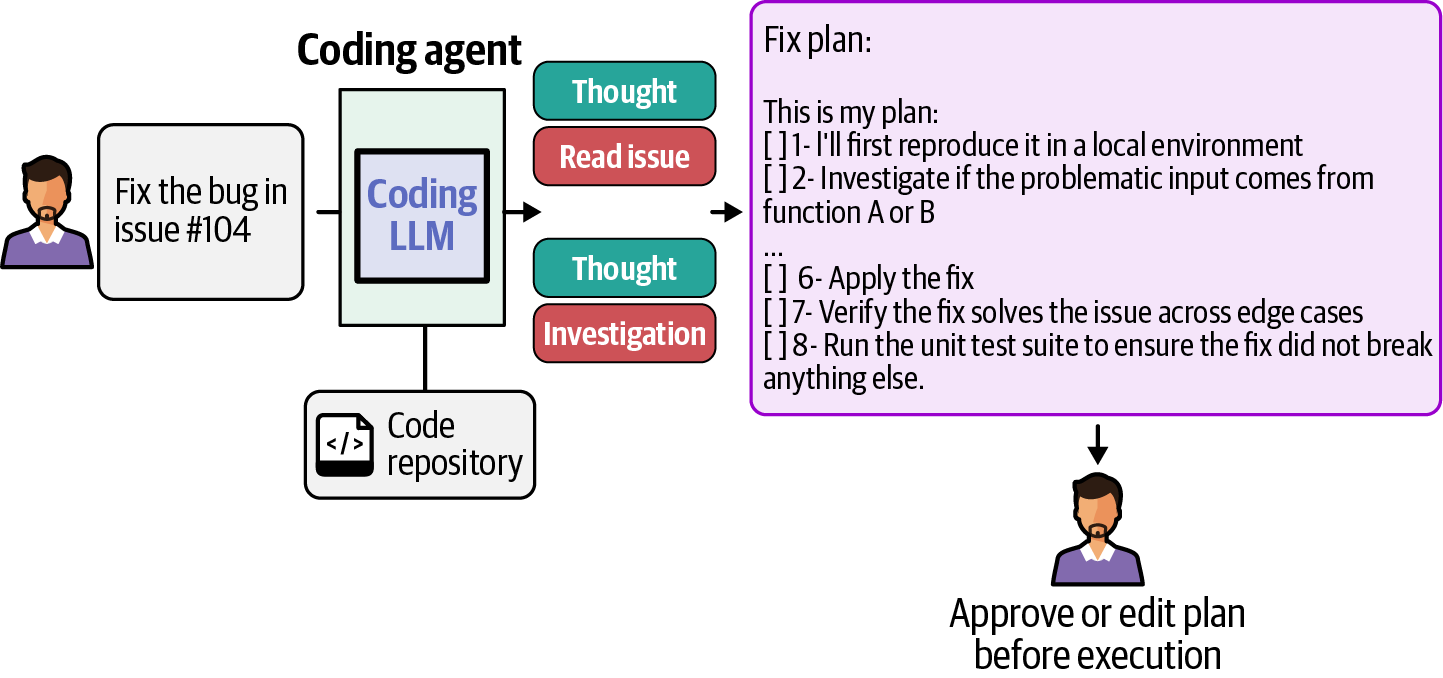 Coding agent
Fix the bug in
issue #104
Coding
LLM
Code
repository
Thought
Read issue
Thought
Investigation
Fix plan:
This is my plan:
[ ] 1- I'll first reproduce it in a local environment
[ ] 2- Investigate if the problematic input comes from
function A or B
...
[ ] 6- Apply the fix
[ ] 7- Verify the fix solves the issue across edge cases
[ ] 8- Run the unit test suite to ensure the fix did not break
anything else.
Approve or edit plan
before execution